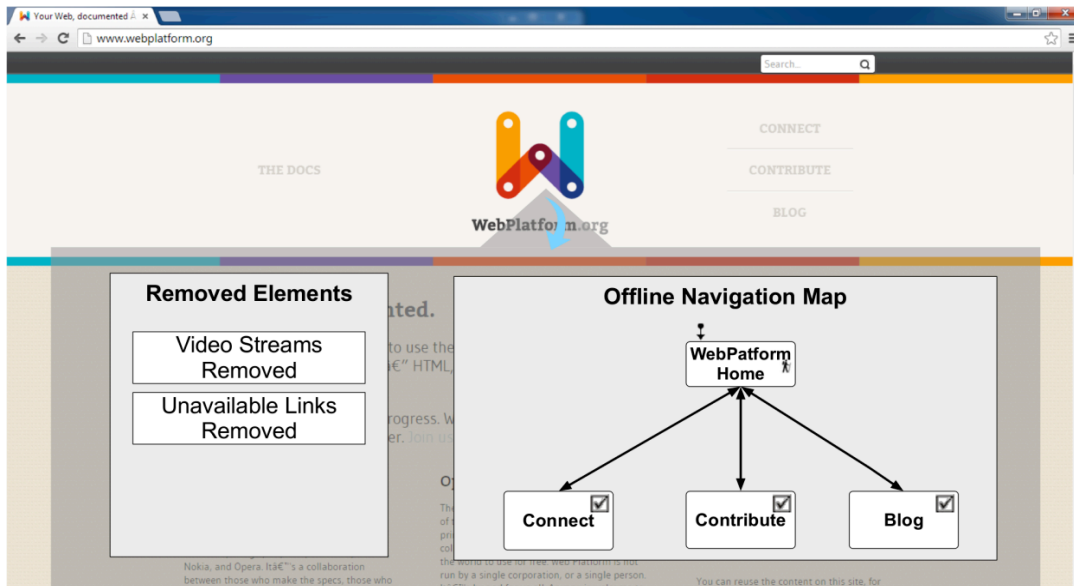 Your Web, documented Â
www.webplatform.org
Search...
THE DOCS
CONNECT
CONTRIBUTE
BLOG
WebPlatform.org
Removed Elements
Video Streams
Removed
Unavailable Links
Removed
Offline Navigation Map
WebPatform
Home
Connect
Contribute
Blog
nted.
to use the
€” HTML,
rogress. W
er. Join us
Nokia, and Opera. Itâ€™s a collaboration
between those who make the specs, those who
the world to use for free. Web Platform is not
run by a single corporation, or a single person.
You can reuse the content on this site, for